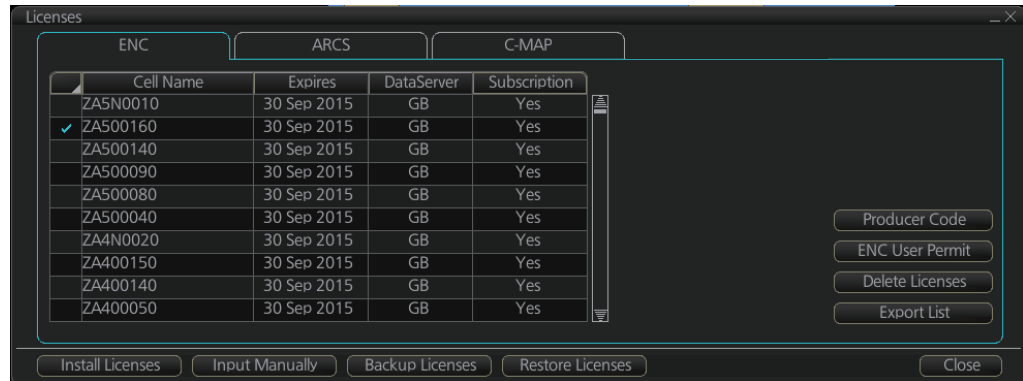 Licenses
ENC ARCS C-MAP
Cell Name Expires DataServer Subscription
ZA5N0010 30 Sep 2015 GB Yes
ZA500160 30 Sep 2015 GB Yes
ZA500140 30 Sep 2015 GB Yes
ZA500090 30 Sep 2015 GB Yes
ZA500080 30 Sep 2015 GB Yes
ZA500040 30 Sep 2015 GB Yes
ZA4N0020 30 Sep 2015 GB Yes
ZA400150 30 Sep 2015 GB Yes
ZA400140 30 Sep 2015 GB Yes
ZA400050 30 Sep 2015 GB Yes
Producer Code
ENC User Permit
Delete Licenses
Export List
Install Licenses Input Manually Backup Licenses Restore Licenses Close